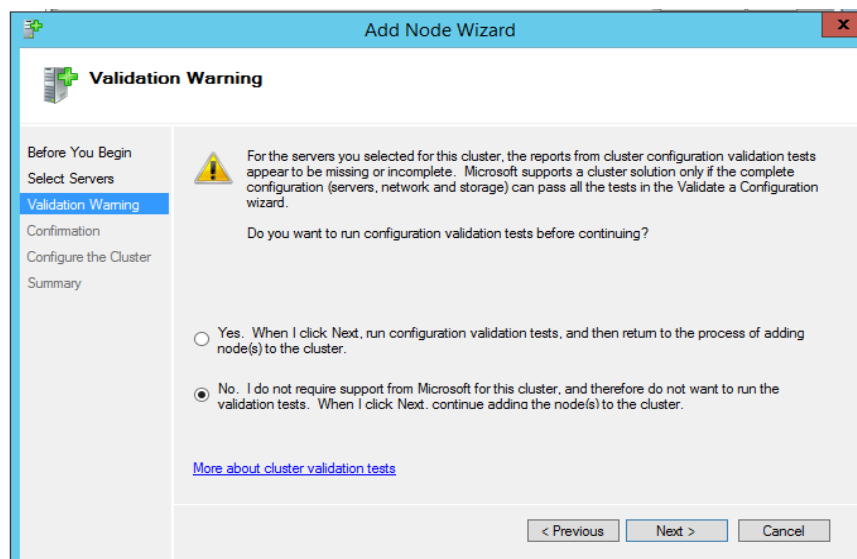 Add Node Wizard
x
Validation Warning
Before You Begin
Select Servers
Validation Warning
Confirmation
Configure the Cluster
Summary
For the servers you selected for this cluster, the reports from cluster configuration validation tests
appear to be missing or incomplete. Microsoft supports a cluster solution only if the complete
configuration (servers, network and storage) can pass all the tests in the Validate a Configuration
wizard.
Do you want to run configuration validation tests before continuing?
Yes. When I click Next, run configuration validation tests, and then return to the process of adding
node(s) to the cluster.
No. I do not require support from Microsoft for this cluster, and therefore do not want to run the
validation tests. When I click Next, continue adding the node(s) to the cluster.
More about cluster validation tests
< Previous
Next >
Cancel